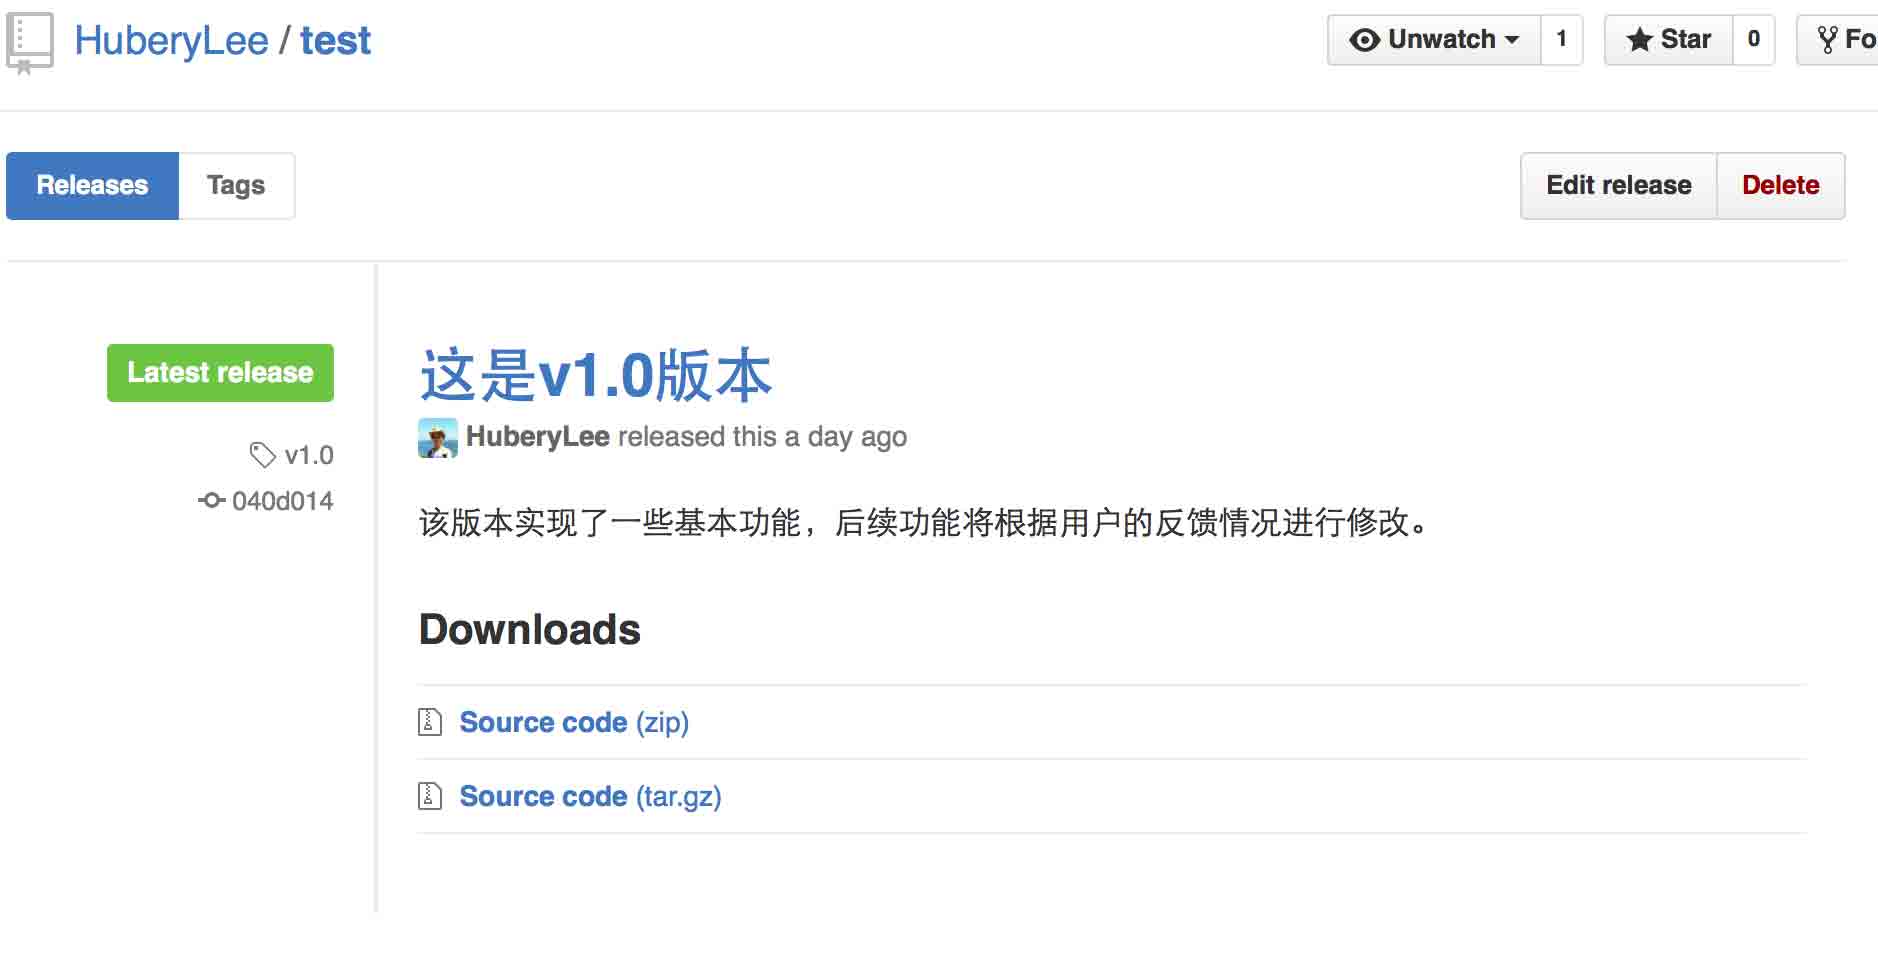 HuberyLee / test
Unwatch 1
Star 0
Releases
Tags
Edit release
Delete
Latest release
v1.0
040d014
这是v1.0版本
HuberyLee released this a day ago
该版本实现了一些基本功能，后续功能将根据用户的反馈情况进行修改。
Downloads
Source code (zip)
Source code (tar.gz)